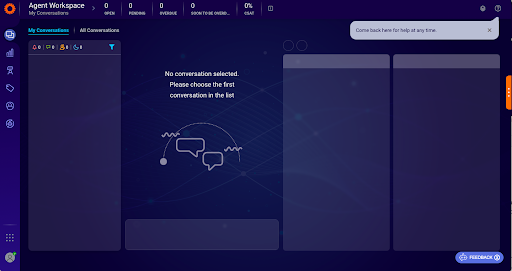 Agent Workspace
My Conversations
0
OPEN
0
PENDING
0
OVERDUE
0
SOON TO BE OVERD...
0%
CSAT
Come back here for help at any time.
My Conversations
All Conversations
0
0
0
0
No conversation selected.
Please choose the first
conversation in the list
FEEDBACK